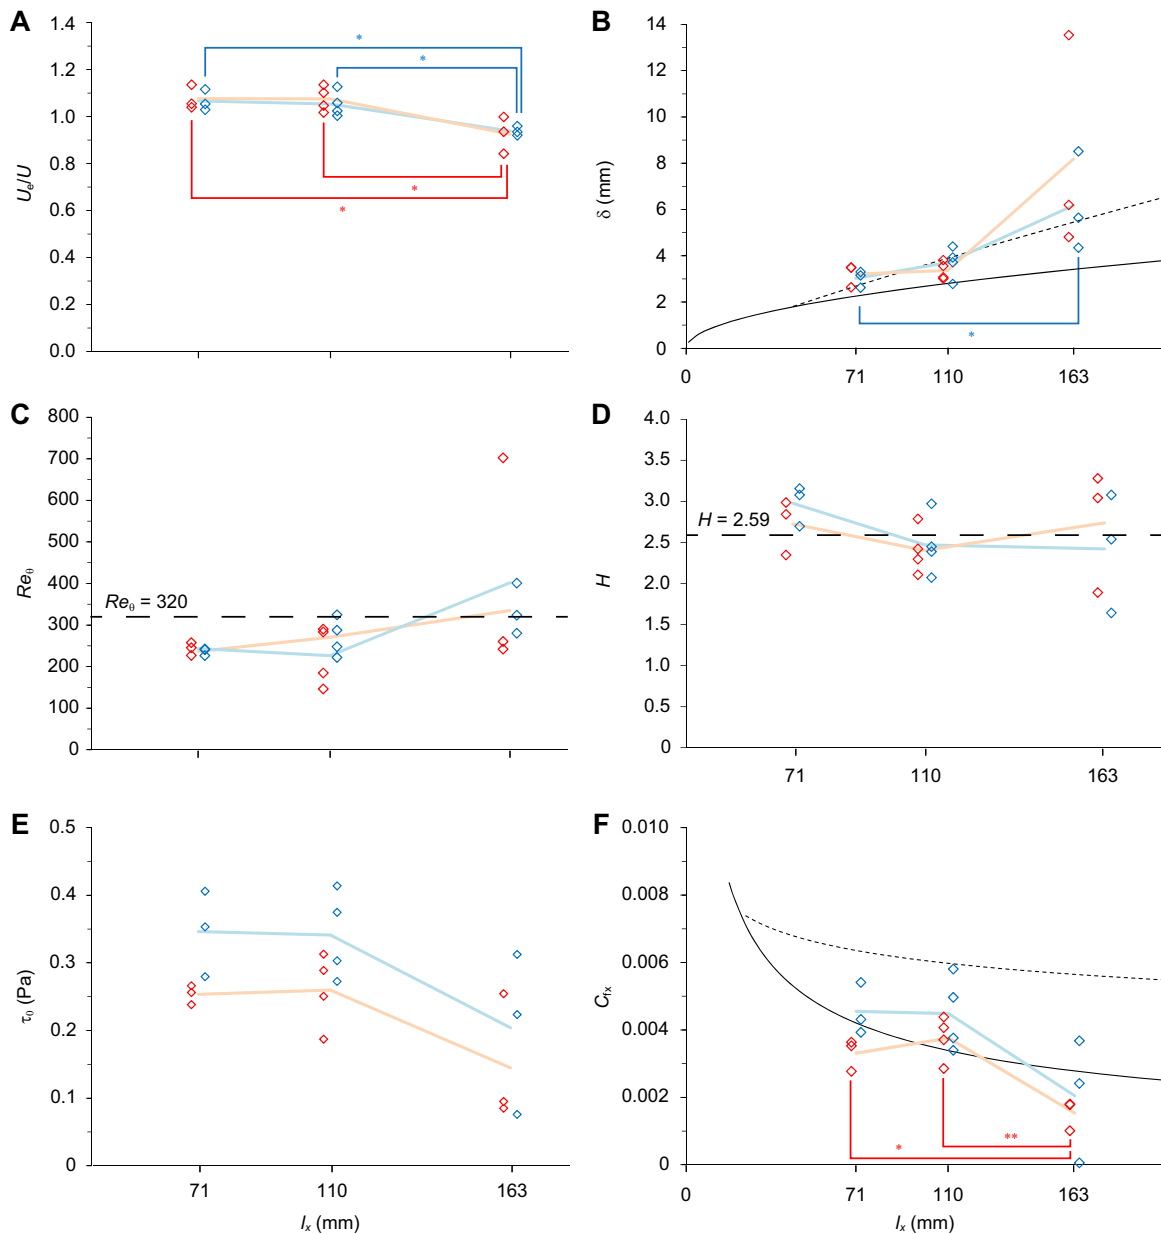 A
1.4
1.2
1.0
0.8
0.6
0.4
0.2
0.0
Ue/U
*
*
*
*
B
14
12
10
8
6
4
2
0
δ (mm)
*
0 71 110 163
C
800
700
600
500
400
300
200
100
0
Reθ
Reθ = 320
D
4.0
3.5
3.0
2.5
2.0
1.5
1.0
0.5
0
H
H = 2.59
71 110 163
E
0.5
0.4
0.3
0.2
0.1
0
τ0 (Pa)
71 110 163
lx (mm)
F
0.010
0.008
0.006
0.004
0.002
0
Cfx
*
**
0 71 110 163
lx (mm)